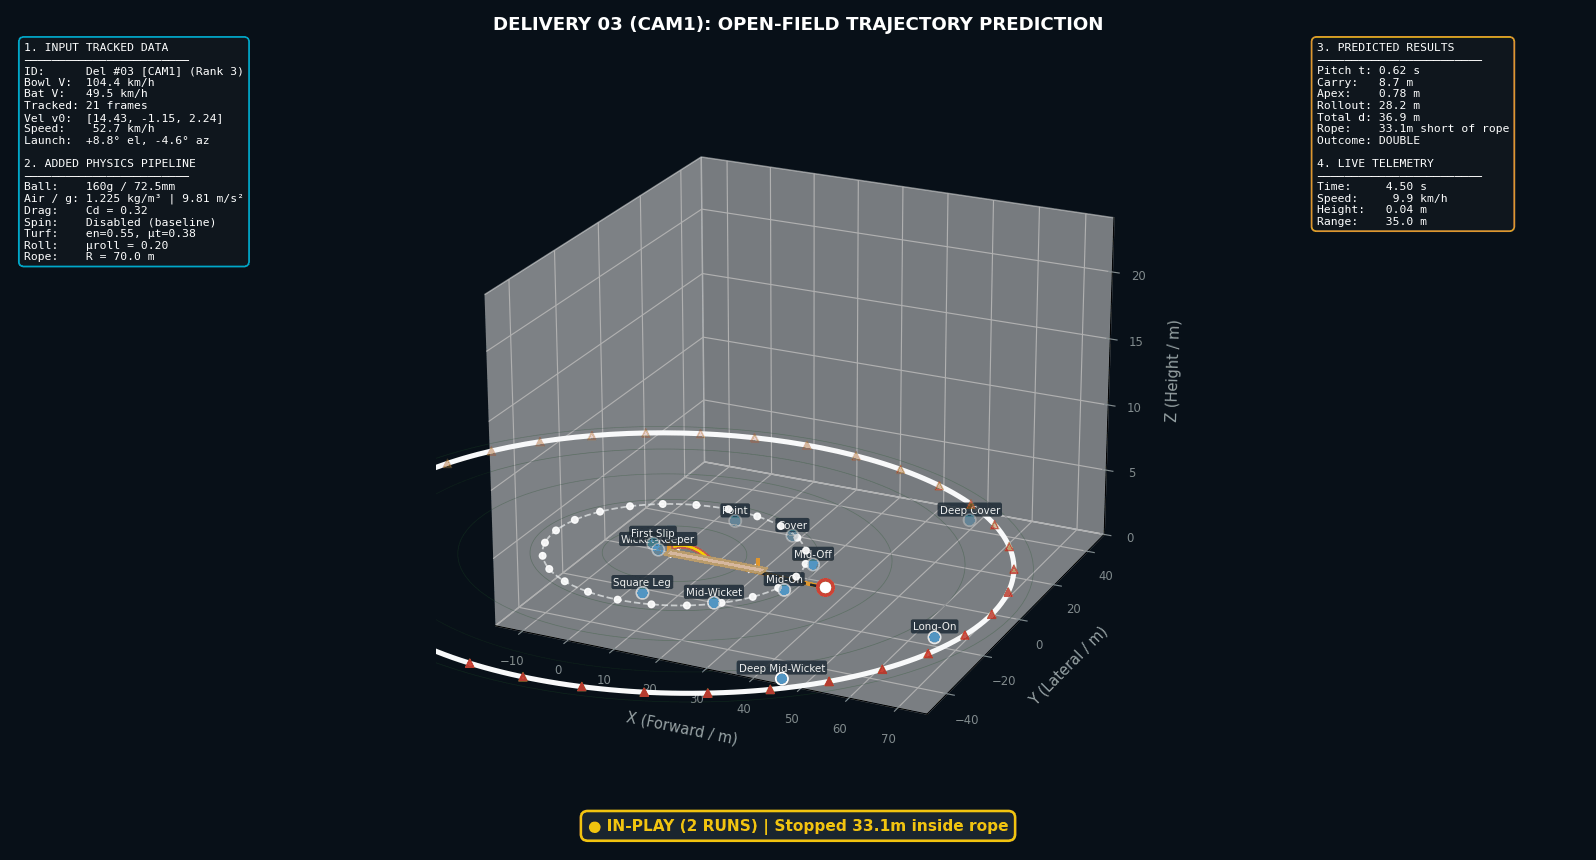 DELIVERY 03 (CAM1): OPEN-FIELD TRAJECTORY PREDICTION
1. INPUT TRACKED DATA
ID: Del #03 [CAM1] (Rank 3)
Bowl V: 104.4 km/h
Bat V: 49.5 km/h
Tracked: 21 frames
Vel v0: [14.43, -1.15, 2.24]
Speed: 52.7 km/h
Launch: +8.8° el, -4.6° az
2. ADDED PHYSICS PIPELINE
Ball: 160g / 72.5mm
Air / g: 1.225 kg/m³ | 9.81 m/s²
Drag: Cd = 0.32
Spin: Disabled (baseline)
Turf: en=0.55, μt=0.38
Roll: μroll = 0.20
Rope: R = 70.0 m
3. PREDICTED RESULTS
Pitch t: 0.62 s
Carry: 8.7 m
Apex: 0.78 m
Rollout: 28.2 m
Total d: 36.9 m
Rope: 33.1m short of rope
Outcome: DOUBLE
4. LIVE TELEMETRY
Time: 4.50 s
Speed: 9.9 km/h
Height: 0.04 m
Range: 35.0 m
20
15
10
5
0
Z (Height / m)
Point
Deep Cover
Cover
First Slip
Wicket-Keeper
Mid-Off
Mid-On
Square Leg
Mid-Wicket
Long-On
Deep Mid-Wicket
40
20
0
−20
−40
Y (Lateral / m)
−10
0
10
20
30
40
50
60
70
X (Forward / m)
● IN-PLAY (2 RUNS) | Stopped 33.1m inside rope